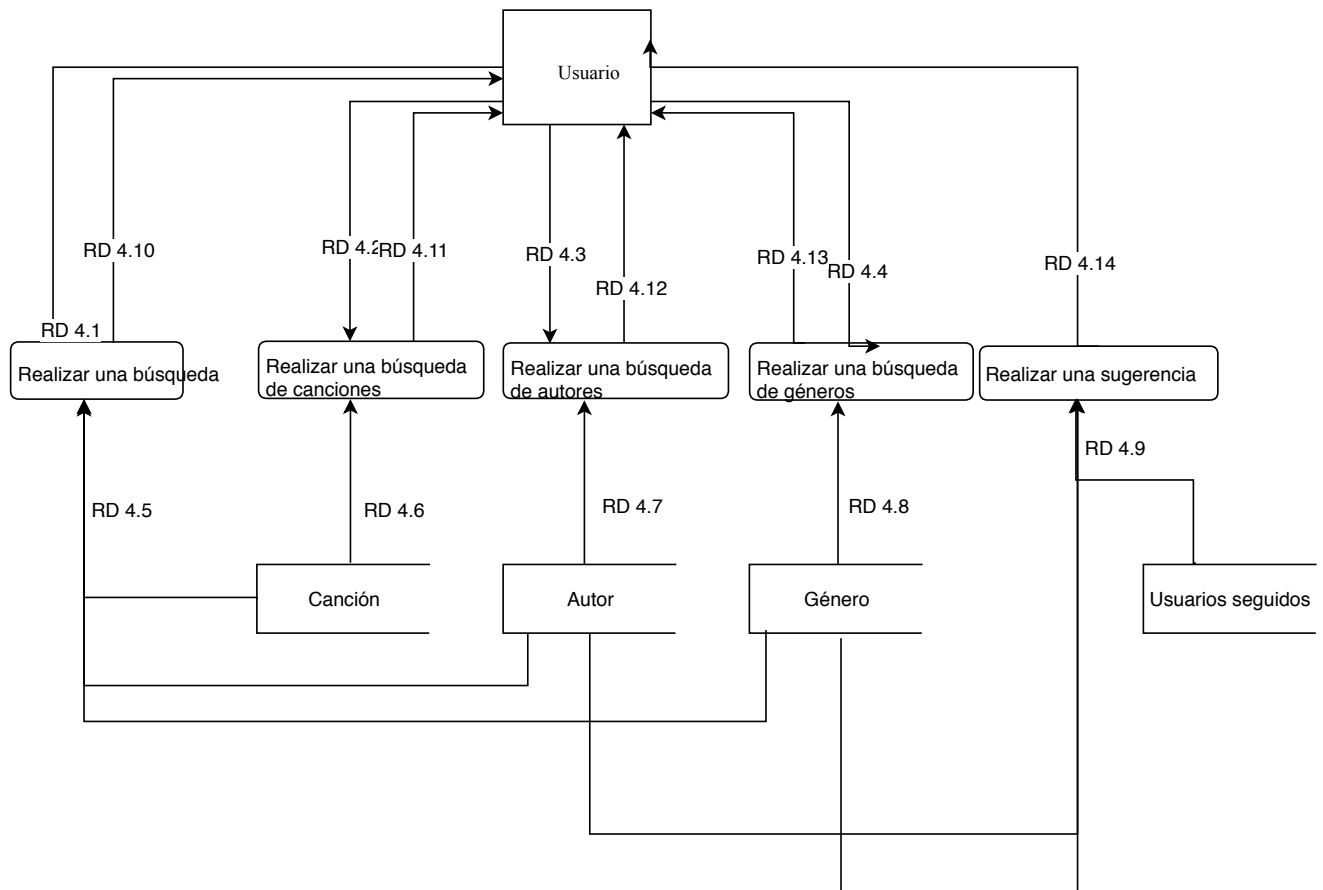 Usuario
RD 4.10
RD 4.2
RD 4.11
RD 4.3
RD 4.13
RD 4.4
RD 4.14
RD 4.12
RD 4.1
Realizar una búsqueda
Realizar una búsqueda
de canciones
Realizar una búsqueda
de autores
Realizar una búsqueda
de géneros
Realizar una sugerencia
RD 4.9
RD 4.5
RD 4.6
RD 4.7
RD 4.8
Canción
Autor
Género
Usuarios seguidos